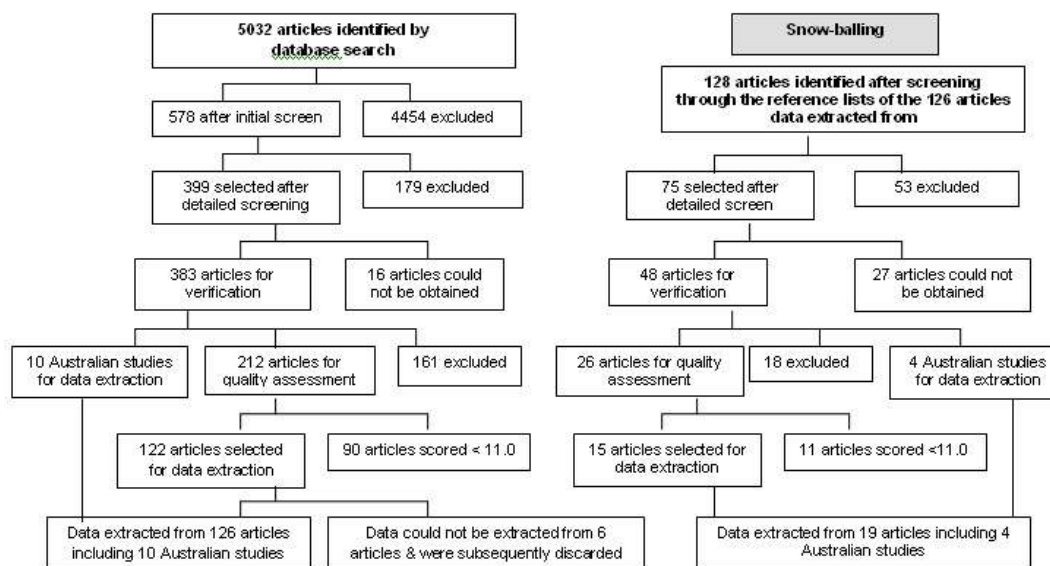 5032 articles identified by
database search
578 after initial screen
4454 excluded
399 selected after
detailed screening
179 excluded
383 articles for
verification
16 articles could
not be obtained
10 Australian studies
for data extraction
212 articles for
quality assessment
161 excluded
122 articles selected
for data extraction
90 articles scored < 11.0
Data extracted from 126 articles
including 10 Australian studies
Data could not be extracted from 6
articles & were subsequently discarded
Snow-balling
128 articles identified after screening
through the reference lists of the 126 articles
data extracted from
75 selected after
detailed screen
53 excluded
48 articles for
verification
27 articles could not
be obtained
26 articles for quality
assessment
18 excluded
4 Australian studies
for data extraction
15 articles selected for
data extraction
11 articles scored <11.0
Data extracted from 19 articles including 4
Australian studies